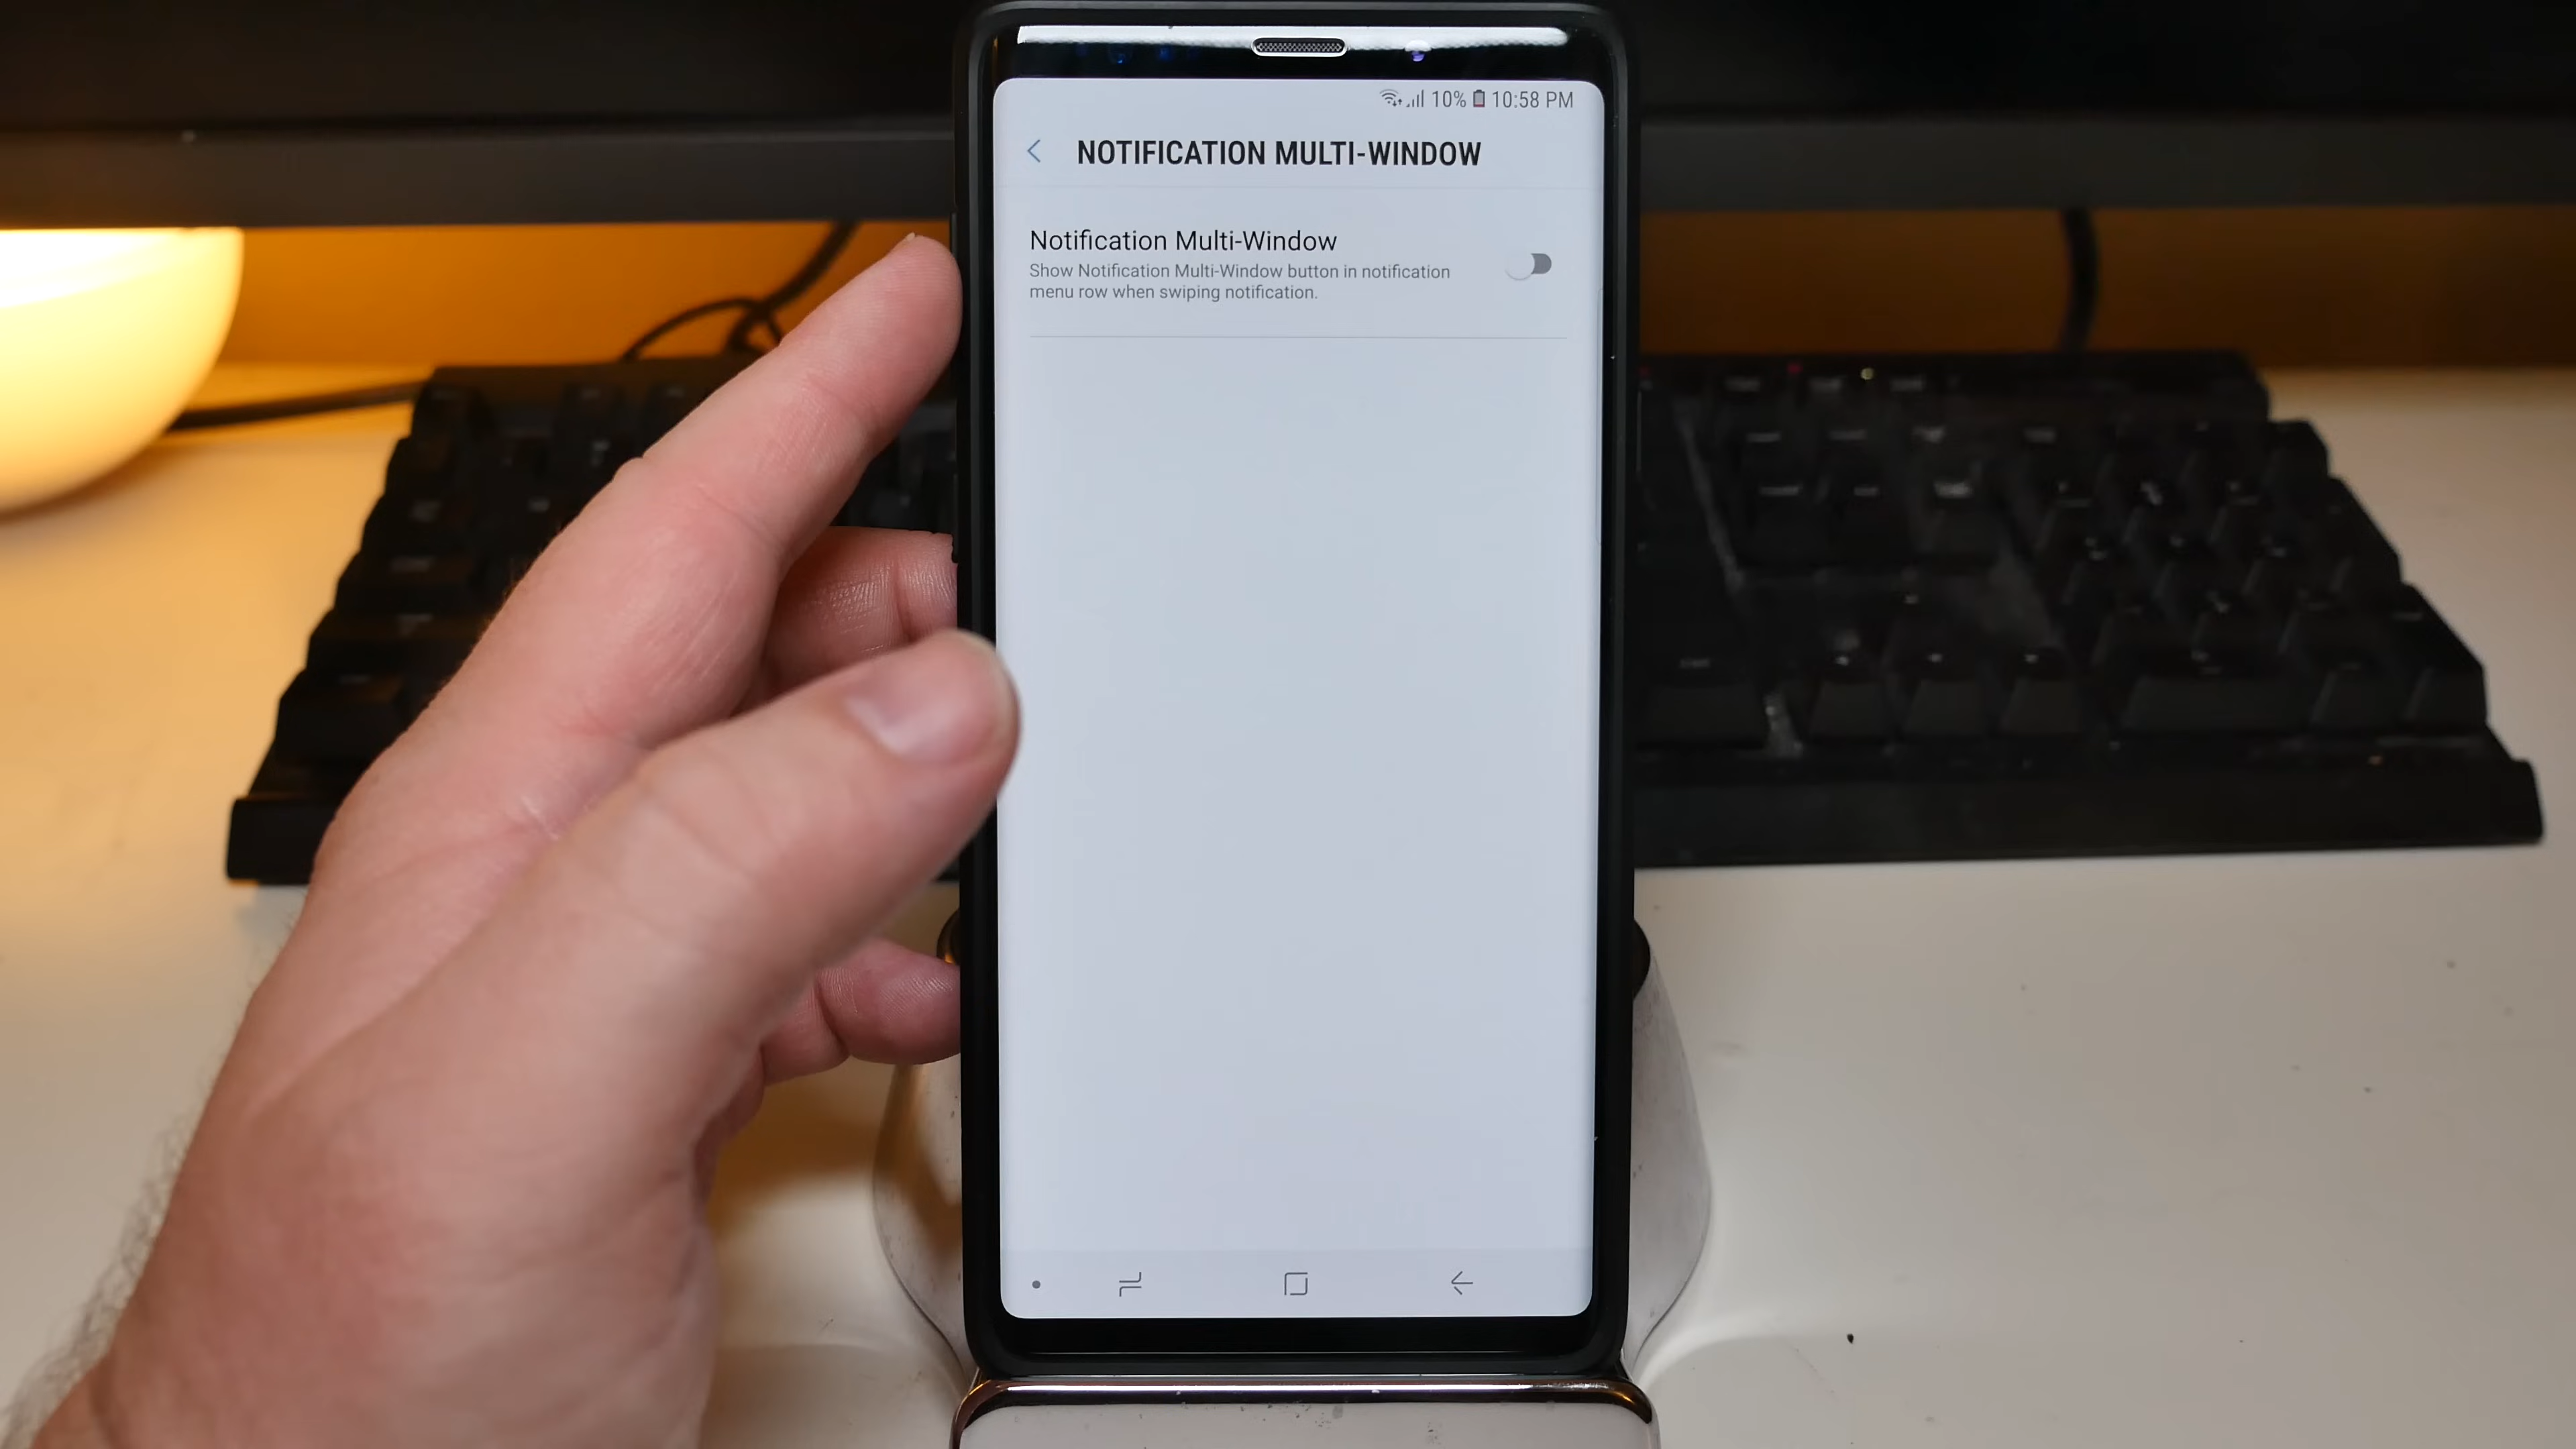 10% 10:58 PM
NOTIFICATION MULTI-WINDOW
Notification Multi-Window
Show Notification Multi-Window button in notification
menu row when swiping notification.